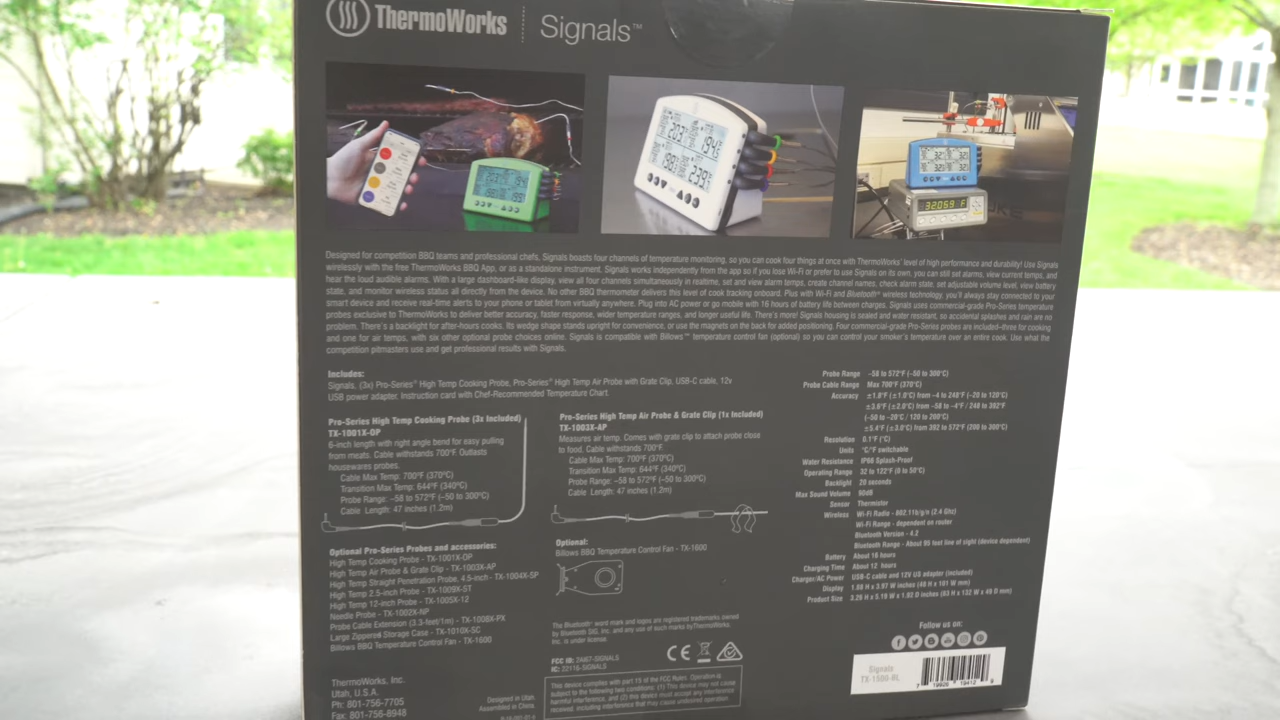 ThermoWorks
Signals™
203
194
198
239
32059 °F
Designed for competition BBQ teams and professional chefs, Signals boasts four channels of temperature monitoring, so you can cook four things at once with ThermoWorks' level of high performance and durability! Use Signals
wirelessly with the free ThermoWorks BBQ App, or as a standalone instrument. Signals works independently from the app so if you lose Wi-Fi or prefer to use Signals on its own, you can still set alarms, view current temps, and
hear the loud audible alarms. With a large dashboard-like display, view all four channels simultaneously in realtime, set and view alarm temps, create channel names, check alarm state, set adjustable volume level, view battery
state, and monitor wireless status all directly from the device. No other BBQ thermometer delivers this level of cook tracking onboard. Plus with Wi-Fi and Bluetooth® wireless technology, you'll always stay connected to your
smart device and receive real-time alerts to your phone or tablet from virtually anywhere. Plug into AC power or go mobile with 16 hours of battery life between charges. Signals uses commercial-grade Pro-Series temperature
probes exclusive to ThermoWorks to deliver better accuracy, faster response, wider temperature ranges, and longer useful life. There's more! Signals housing is sealed and water resistant, so accidental splashes and rain are no
problem. There's a backlight for after-hours cooks. Its wedge shape stands upright for convenience, or use the magnets on the back for added positioning. Four commercial-grade Pro-Series probes are included–three for cooking
and one for air temps, with six other optional probe choices online. Signals is compatible with Billows™ temperature control fan (optional) so you can control your smoker's temperature over an entire cook. Use what the
competition pitmasters use and get professional results with Signals.
Includes:
Signals, (3x) Pro-Series® High Temp Cooking Probe, Pro-Series® High Temp Air Probe with Grate Clip, USB-C cable, 12v
USB power adapter, Instruction card with Chef-Recommended Temperature Chart.
Pro-Series High Temp Cooking Probe (3x Included)
TX-1001X-OP
6-inch length with right angle bend for easy pulling
from meats. Cable withstands 700°F. Outlasts
housewares probes.
Cable Max Temp: 700°F (370°C)
Transition Max Temp: 644°F (340°C)
Probe Range: –58 to 572°F (–50 to 300°C)
Cable Length: 47 inches (1.2m)
Pro-Series High Temp Air Probe & Grate Clip (1x Included)
TX-1003X-AP
Measures air temp. Comes with grate clip to attach probe close
to food. Cable withstands 700°F.
Cable Max Temp: 700°F (370°C)
Transition Max Temp: 644°F (340°C)
Probe Range: –58 to 572°F (–50 to 300°C)
Cable Length: 47 inches (1.2m)
Optional Pro-Series Probes and accessories:
High Temp Cooking Probe - TX-1001X-OP
High Temp Air Probe & Grate Clip - TX-1003X-AP
High Temp Straight Penetration Probe, 4.5-inch - TX-1004X-SP
High Temp 2.5-inch Probe - TX-1009X-ST
High Temp 12-inch Probe - TX-100SX-12
Needle Probe - TX-1002X-NP
Probe Cable Extension (3.3-feet/1m) - TX-1008X-PX
Large Zippered Storage Case - TX-1010X-SC
Billows BBQ Temperature Control Fan - TX-1600
Optional:
Billows BBQ Temperature Control Fan - TX-1600
The Bluetooth® word mark and logos are registered trademarks owned
by Bluetooth SIG, Inc. and any use of such marks by ThermoWorks,
Inc. is under license.
FCC ID: 2AI67-SIGNALS
IC: 22116-SIGNALS
CE
This device complies with part 15 of the FCC Rules. Operation is
subject to the following two conditions: (1) This device may not cause
harmful interference, and (2) this device must accept any interference
received, including interference that may cause undesired operation.
ThermoWorks, Inc.
Utah, U.S.A.
Ph: 801-756-7705
Fax: 801-756-8948
Designed in Utah.
Assembled in China.
Probe Range –58 to 572°F (–50 to 300°C)
Probe Cable Range Max 700°F (370°C)
Accuracy ±1.8°F (±1.0°C) from –4 to 248°F (–20 to 120°C)
±3.6°F (±2.0°C) from –58 to –4°F / 248 to 392°F
(–50 to –20°C / 120 to 200°C)
±5.4°F (±3.0°C) from 392 to 572°F (200 to 300°C)
Resolution 0.1°F (°C)
Units °C/°F switchable
Water Resistance IP66 Splash-Proof
Operating Range 32 to 122°F (0 to 50°C)
Backlight 20 seconds
Max Sound Volume 90dB
Sensor Thermistor
Wireless Wi-Fi Radio - 802.11b/g/n (2.4 Ghz)
Wi-Fi Range - dependent on router
Bluetooth Version - 4.2
Bluetooth Range - About 95 foot line of sight (device dependent)
Battery About 16 hours
Charging Time About 12 hours
Charger/AC Power USB-C cable and 12V US adapter (included)
Display 1.88 H x 3.97 W inches (48 H x 101 W mm)
Product Size 3.28 H x 5.19 W x 1.92 D inches (83 H x 132 W x 49 D mm)
Follow us on:
Signals
TX-1500-BL